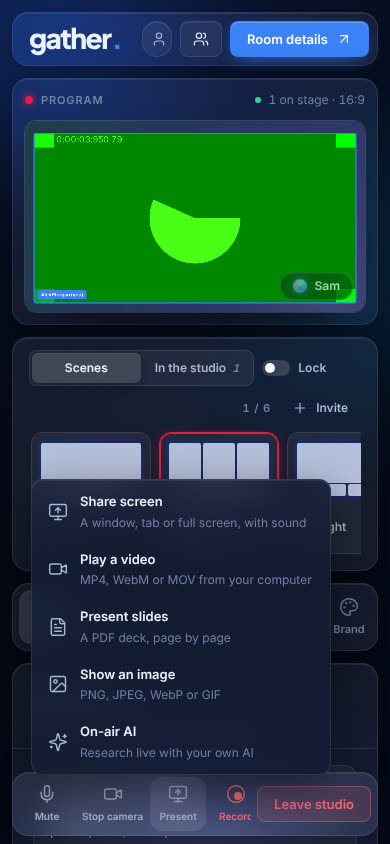 gather.
Room details
PROGRAM
1 on stage · 16:9
0:00:03:950 79
Sam
Scenes
In the studio 1
Lock
1 / 6
Invite
Share screen
A window, tab or full screen, with sound
Play a video
MP4, WebM or MOV from your computer
Present slides
A PDF deck, page by page
Show an image
PNG, JPEG, WebP or GIF
On-air AI
Research live with your own AI
ght
Brand
Mute
Stop camera
Present
Record
Leave studio